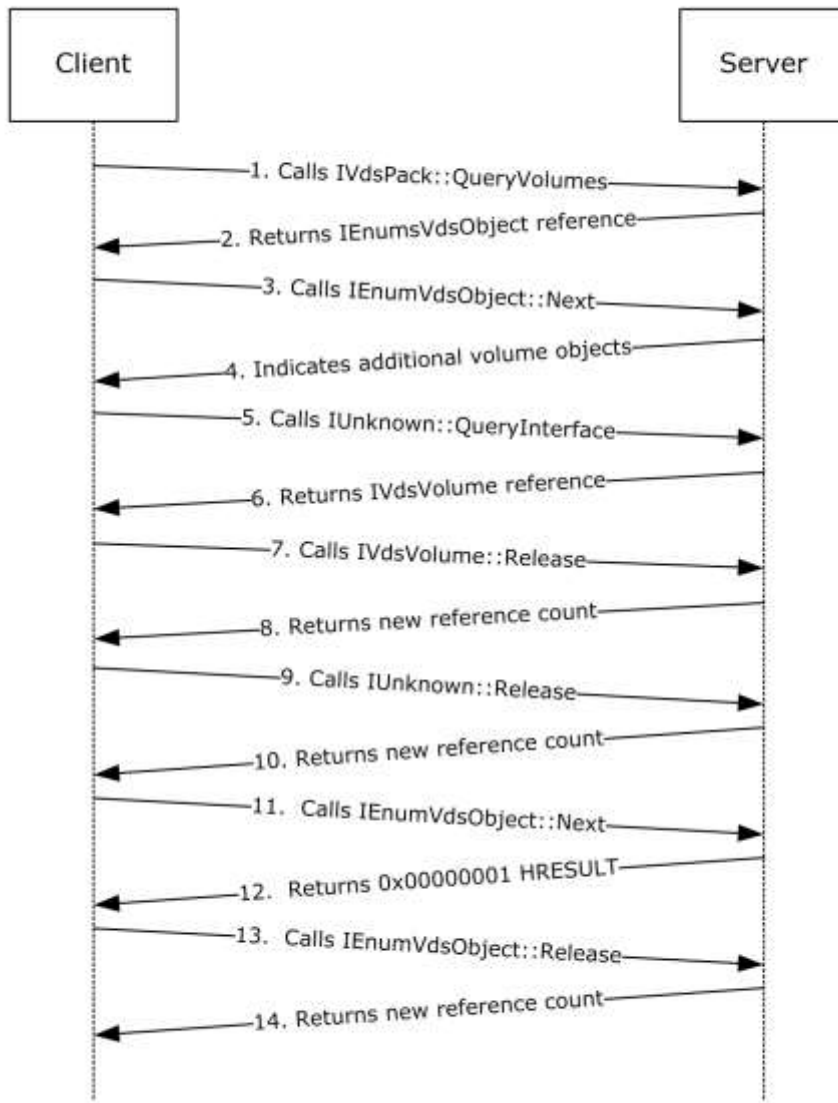 Client
Server
1. Calls IVdsPack::QueryVolumes
2. Returns IEnumsVdsObject reference
3. Calls IEnumVdsObject::Next
4. Indicates additional volume objects
5. Calls IUnknown::QueryInterface
6. Returns IVdsVolume reference
7. Calls IVdsVolume::Release
8. Returns new reference count
9. Calls IUnknown::Release
10. Returns new reference count
11.  Calls IEnumVdsObject::Next
12.  Returns 0x00000001 HRESULT
13.  Calls IEnumVdsObject::Release
14. Returns new reference count